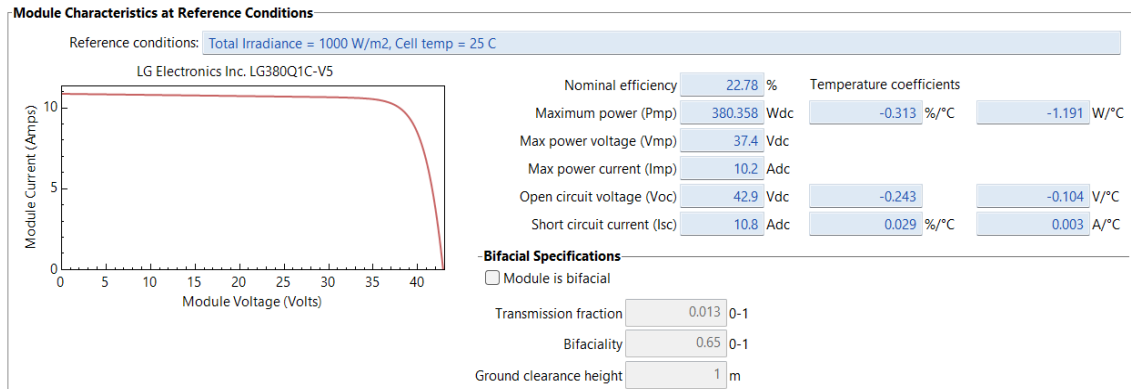 Module Characteristics at Reference Conditions
Reference conditions: Total Irradiance = 1000 W/m2, Cell temp = 25 C
LG Electronics Inc. LG380Q1C-V5
Module Current (Amps)
10
5
0
0 5 10 15 20 25 30 35 40
Module Voltage (Volts)
Nominal efficiency 22.78 % Temperature coefficients
Maximum power (Pmp) 380.358 Wdc -0.313 %/°C -1.191 W/°C
Max power voltage (Vmp) 37.4 Vdc
Max power current (Imp) 10.2 Adc
Open circuit voltage (Voc) 42.9 Vdc -0.243 -0.104 V/°C
Short circuit current (Isc) 10.8 Adc 0.029 %/°C 0.003 A/°C
Bifacial Specifications
Module is bifacial
Transmission fraction 0.013 0-1
Bifaciality 0.65 0-1
Ground clearance height 1 m